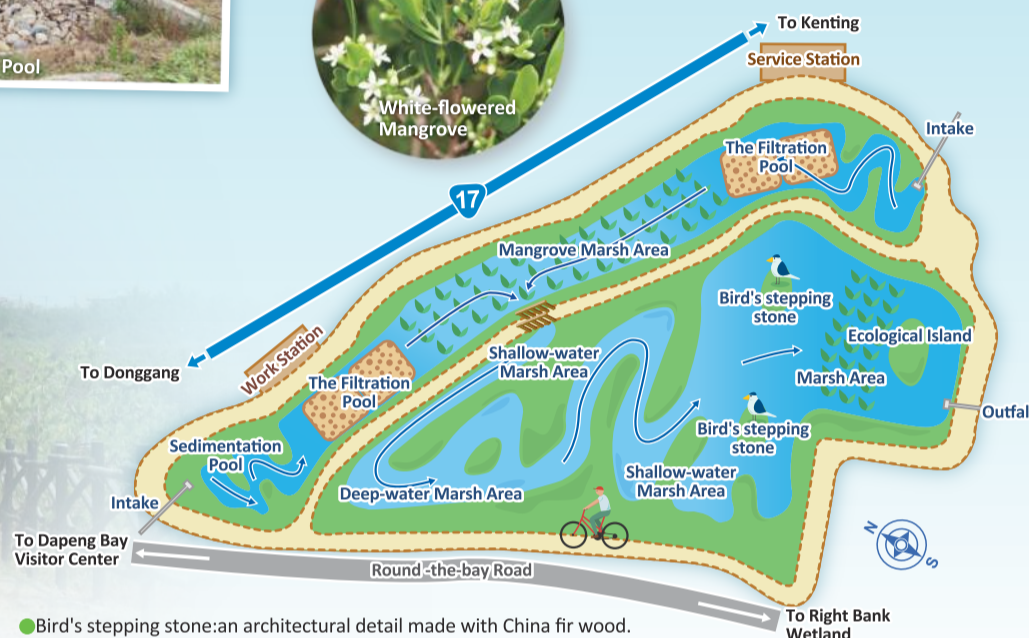 Pool
White-flowered
Mangrove
To Kenting
Service Station
Intake
The Filtration
Pool
17
Mangrove Marsh Area
Bird's stepping
stone
Ecological Island
Shallow-water
Marsh Area
Marsh Area
Work Station
To Donggang
The Filtration
Pool
Outfal
Bird's stepping
stone
Sedimentation
Pool
Shallow-water
Marsh Area
Deep-water Marsh Area
Intake
To Dapeng Bay
Visitor Center
N
S
Round -the-bay Road
To Right Bank
Wetland
Bird's stepping stone:an architectural detail made with China fir wood.